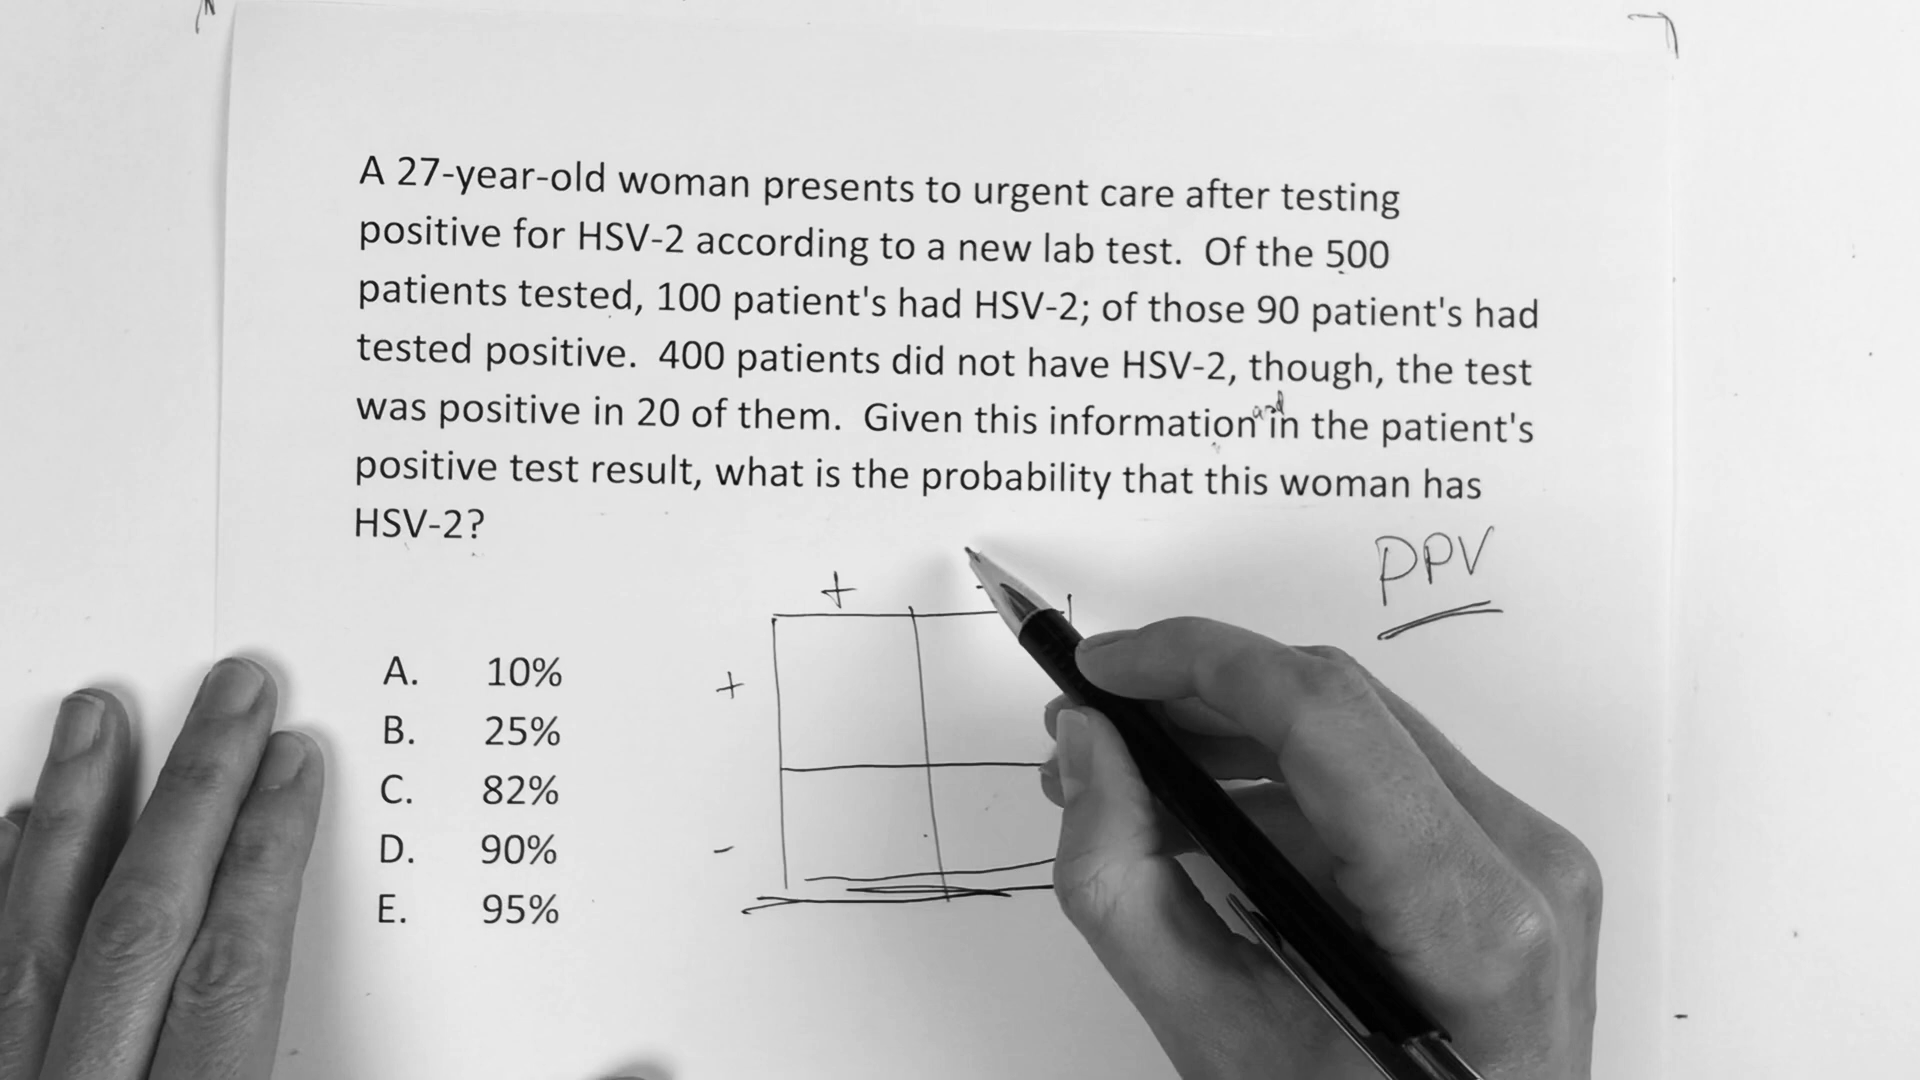 A 27-year-old woman presents to urgent care after testing
positive for HSV-2 according to a new lab test. Of the 500
patients tested, 100 patient's had HSV-2; of those 90 patient's had
tested positive. 400 patients did not have HSV-2, though, the test
was positive in 20 of them. Given this information and in the patient's
positive test result, what is the probability that this woman has
HSV-2?
PPV
+ -
A. 10%
+
B. 25%
C. 82%
D. 90%
-
E. 95%